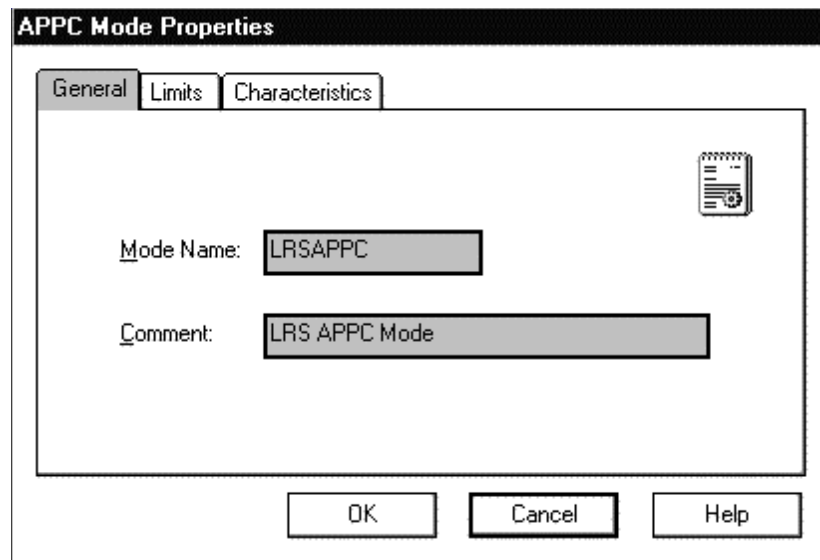 APPC Mode Properties
General Limits Characteristics
Mode Name: LRSAPPC
Comment: LRS APPC Mode
OK Cancel Help